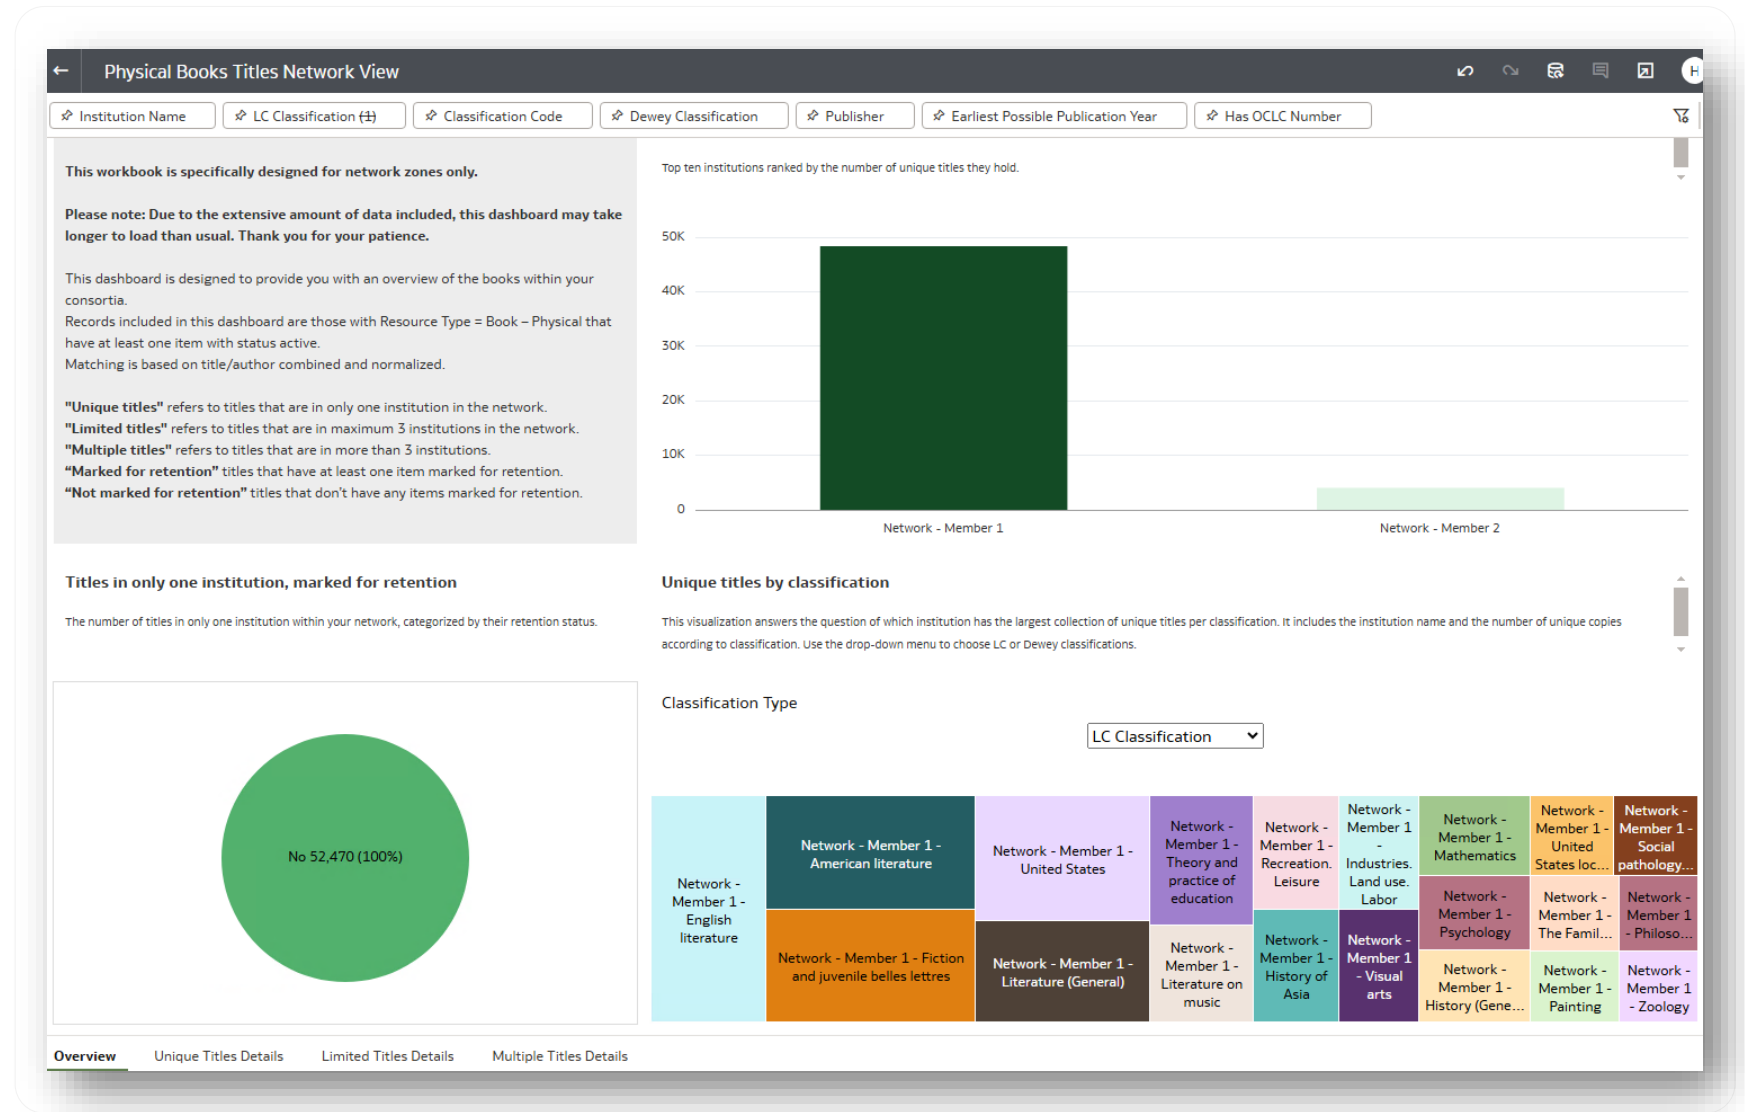 Physical Books Titles Network View
H
Institution Name
LC Classification (1)
Classification Code
Dewey Classification
Publisher
Earliest Possible Publication Year
Has OCLC Number
This workbook is specifically designed for network zones only.
Please note: Due to the extensive amount of data included, this dashboard may take
longer to load than usual. Thank you for your patience.
This dashboard is designed to provide you with an overview of the books within your
consortia.
Records included in this dashboard are those with Resource Type = Book – Physical that
have at least one item with status active.
Matching is based on title/author combined and normalized.
"Unique titles" refers to titles that are in only one institution in the network.
"Limited titles" refers to titles that are in maximum 3 institutions in the network.
"Multiple titles" refers to titles that are in more than 3 institutions.
“Marked for retention” titles that have at least one item marked for retention.
“Not marked for retention” titles that don’t have any items marked for retention.
Top ten institutions ranked by the number of unique titles they hold.
50K
40K
30K
20K
10K
0
Network - Member 1
Network - Member 2
Titles in only one institution, marked for retention
The number of titles in only one institution within your network, categorized by their retention status.
No 52,470 (100%)
Unique titles by classification
This visualization answers the question of which institution has the largest collection of unique titles per classification. It includes the institution name and the number of unique copies
according to classification. Use the drop-down menu to choose LC or Dewey classifications.
Classification Type
LC Classification
Network -
Member 1 -
English
literature
Network - Member 1 -
American literature
Network - Member 1 - Fiction
and juvenile belles lettres
Network - Member 1 -
United States
Network - Member 1 -
Literature (General)
Network -
Member 1 -
Theory and
practice of
education
Network -
Member 1 -
Literature on
music
Network -
Member 1 -
Recreation.
Leisure
Network -
Member 1 -
History of
Asia
Network -
Member 1
-
Industries.
Land use.
Labor
Network -
Member 1
- Visual
arts
Network -
Member 1 -
Mathematics
Network -
Member 1 -
Psychology
Network -
Member 1 -
History (Gene...
Network -
Member 1 -
United
States loc...
Network -
Member 1 -
The Famil...
Network -
Member 1 -
Painting
Network -
Member 1 -
Social
pathology...
Network -
Member 1
- Philoso...
Network -
Member 1
- Zoology
Overview
Unique Titles Details
Limited Titles Details
Multiple Titles Details